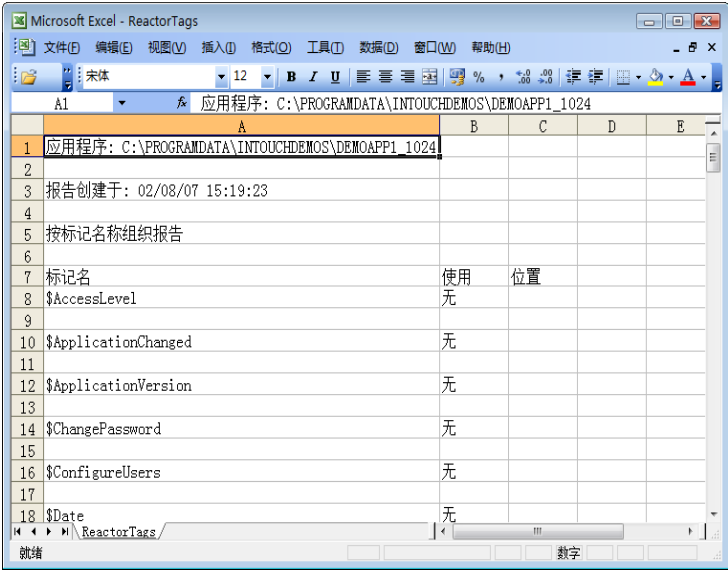 Microsoft Excel - ReactorTags
文件(F) 编辑(E) 视图(V) 插入(I) 格式(O) 工具(T) 数据(D) 窗口(W) 帮助(H)
宋体 12 B I U % , .0 .00 .00 .0 A
A1 fx 应用程序: C:\PROGRAMDATA\INTOUCHDEMOS\DEMOAPP1_1024
A B C D E
1 应用程序: C:\PROGRAMDATA\INTOUCHDEMOS\DEMOAPP1_1024
2
3 报告创建于: 02/08/07 15:19:23
4
5 按标记名称组织报告
6
7 标记名 使用 位置
8 $AccessLevel 无
9
10 $ApplicationChanged 无
11
12 $ApplicationVersion 无
13
14 $ChangePassword 无
15
16 $ConfigureUsers 无
17
18 $Date 无
ReactorTags
就绪 数字